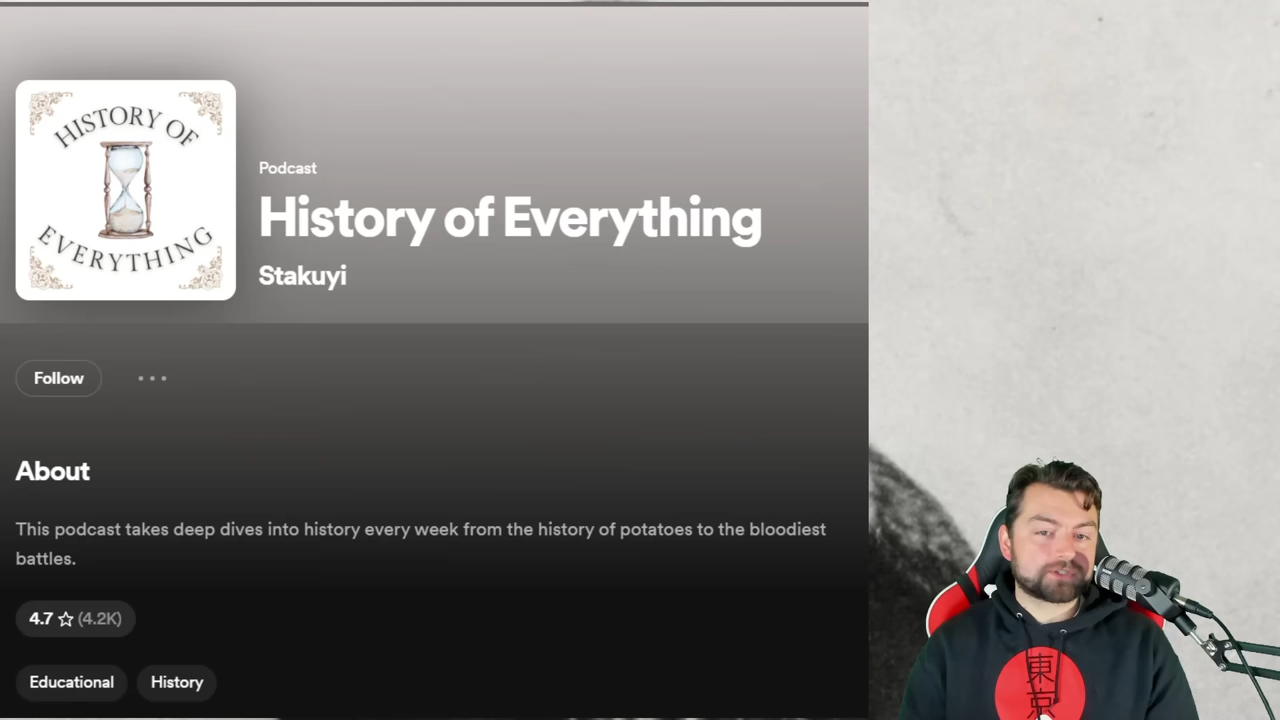 HISTORY OF
EVERYTHING
Podcast
History of Everything
Stakuyi
Follow
About
This podcast takes deep dives into history every week from the history of potatoes to the bloodiest
battles.
4.7 ☆ (4.2K)
Educational
History
東
京